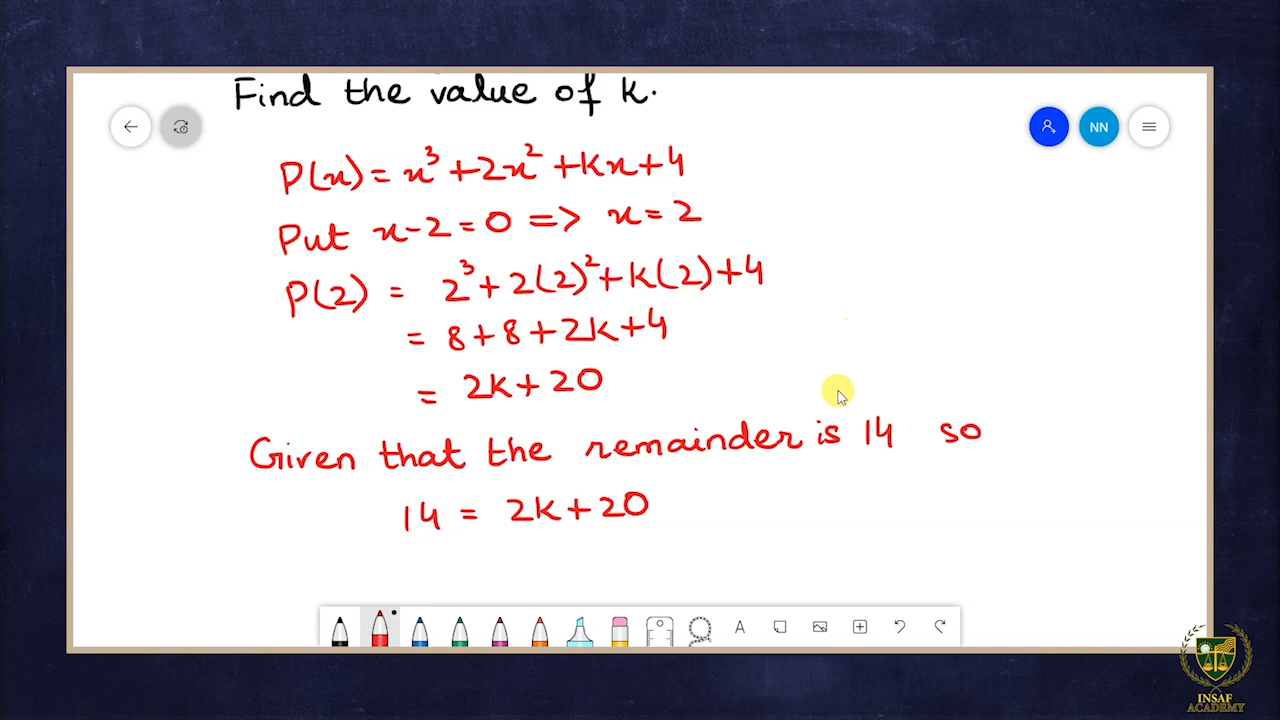 Find the value of k.
NN
P(x) = x³ + 2x² + kx + 4
Put x - 2 = 0 => x = 2
P(2) = 2³ + 2(2)² + k(2) + 4
= 8 + 8 + 2k + 4
= 2k + 20
Given that the remainder is 14 so
14 = 2k + 20
A
INSAF
ACADEMY